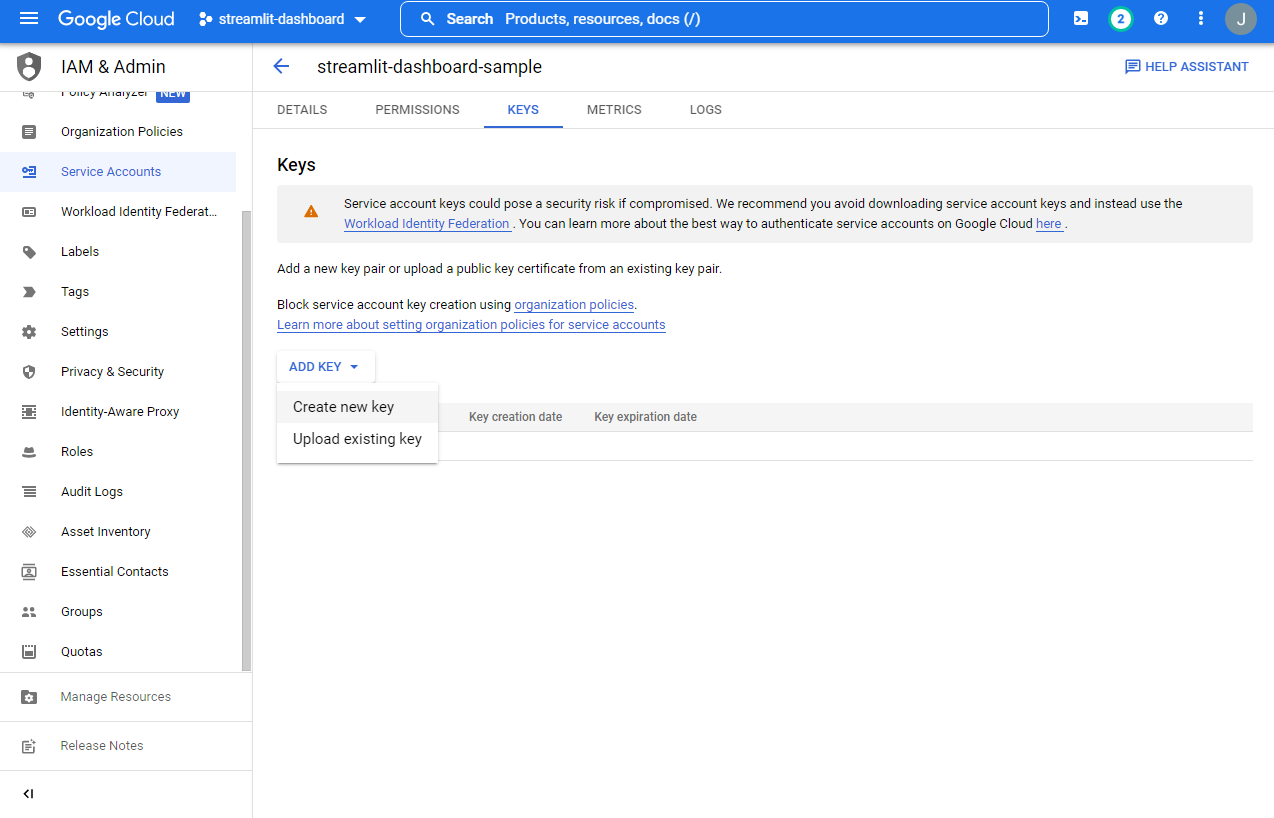 Google Cloud
streamlit-dashboard
Search Products, resources, docs (/)
2
J
IAM & Admin
streamlit-dashboard-sample
HELP ASSISTANT
Policy Analyzer NEW
Organization Policies
Service Accounts
Workload Identity Federat...
Labels
Tags
Settings
Privacy & Security
Identity-Aware Proxy
Roles
Audit Logs
Asset Inventory
Essential Contacts
Groups
Quotas
Manage Resources
Release Notes
DETAILS PERMISSIONS KEYS METRICS LOGS
Keys
Service account keys could pose a security risk if compromised. We recommend you avoid downloading service account keys and instead use the
Workload Identity Federation . You can learn more about the best way to authenticate service accounts on Google Cloud here .
Add a new key pair or upload a public key certificate from an existing key pair.
Block service account key creation using organization policies.
Learn more about setting organization policies for service accounts
ADD KEY
Create new key
Upload existing key
Key creation date Key expiration date